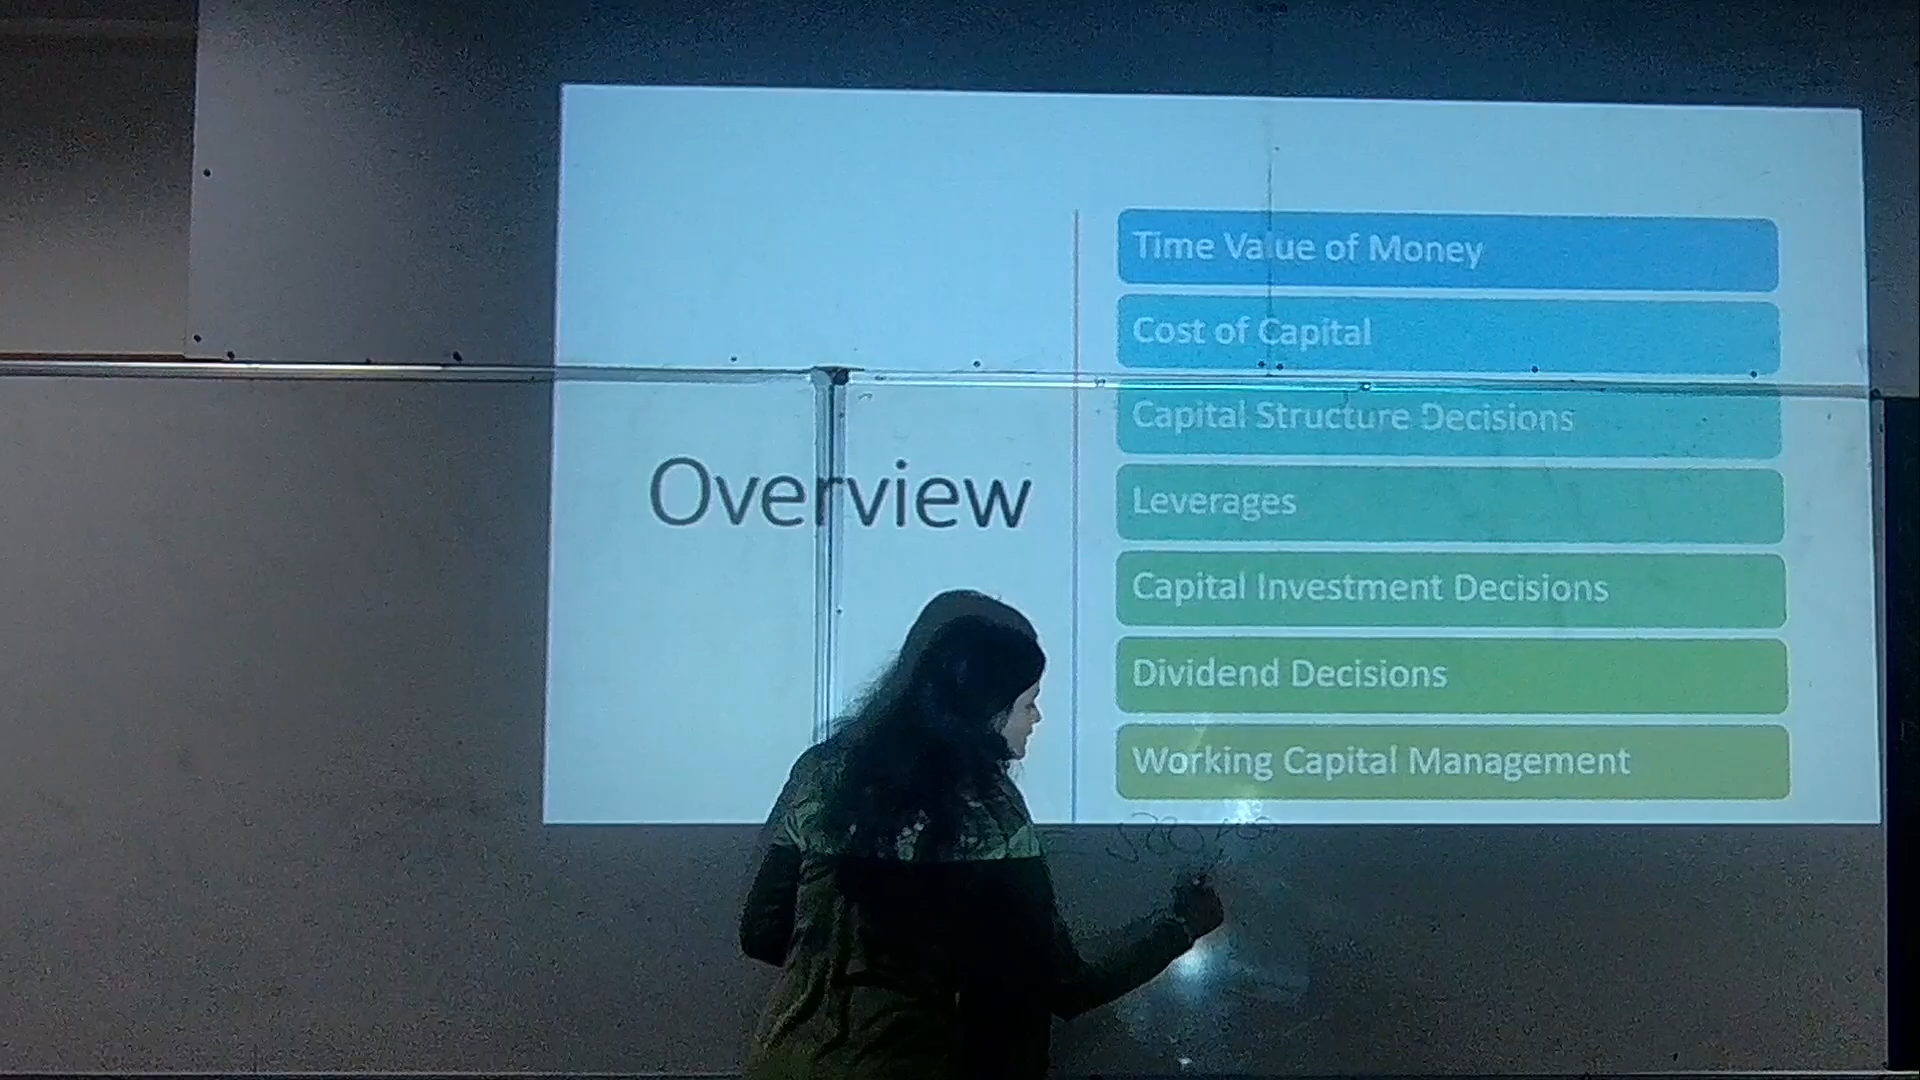 Overview
Time Value of Money
Cost of Capital
Capital Structure Decisions
Leverages
Capital Investment Decisions
Dividend Decisions
Working Capital Management